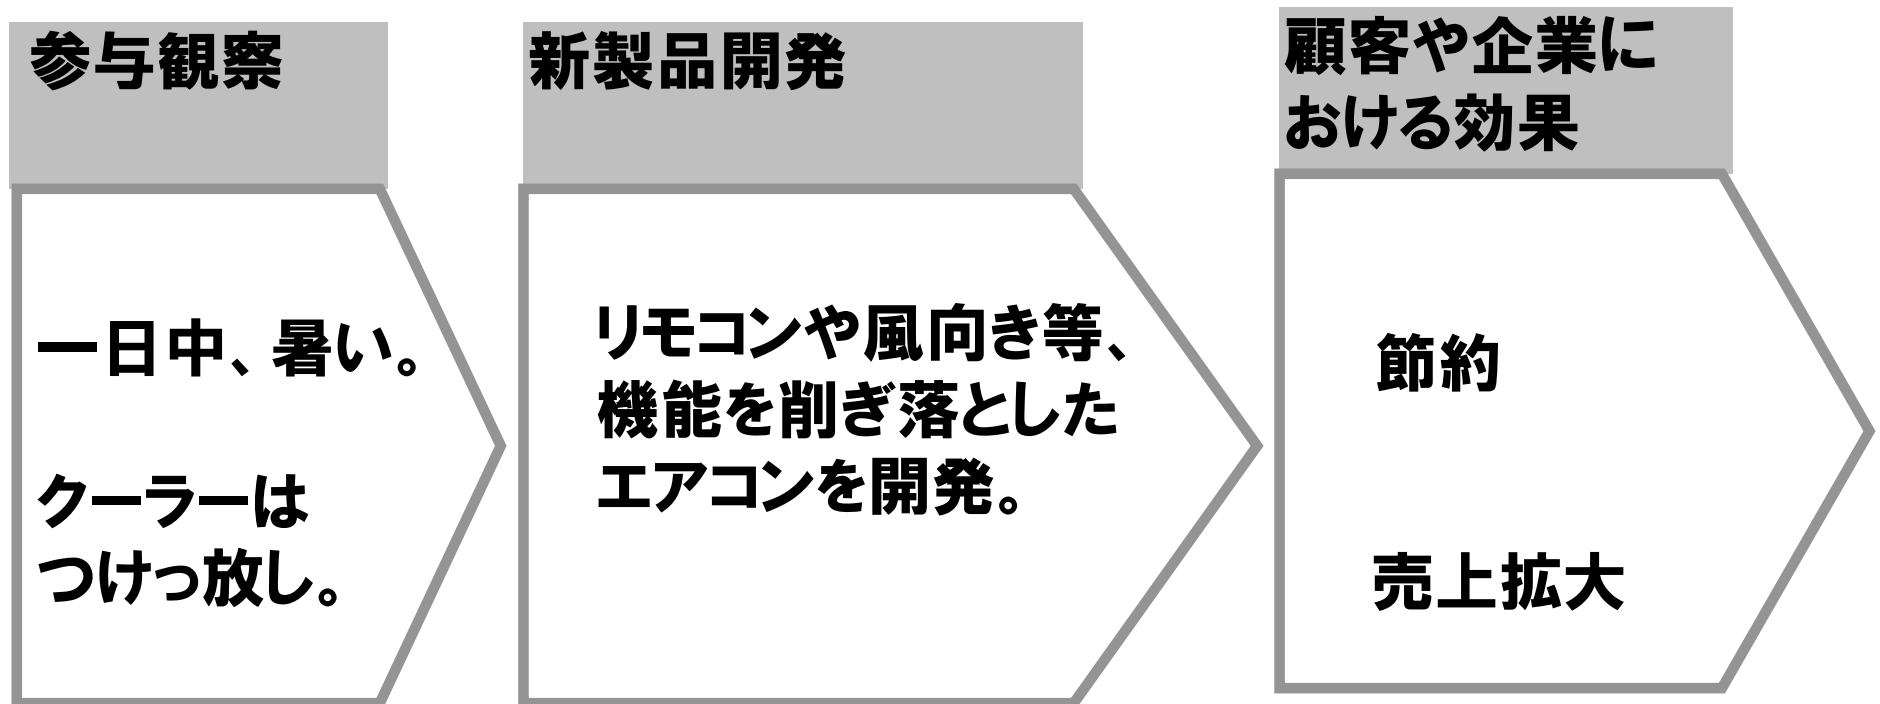 参与観察
一日中、暑い。
クーラーは
つけっ放し。
新製品開発
リモコンや風向き等、
機能を削ぎ落とした
エアコンを開発。
顧客や企業に
おける効果
節約
売上拡大